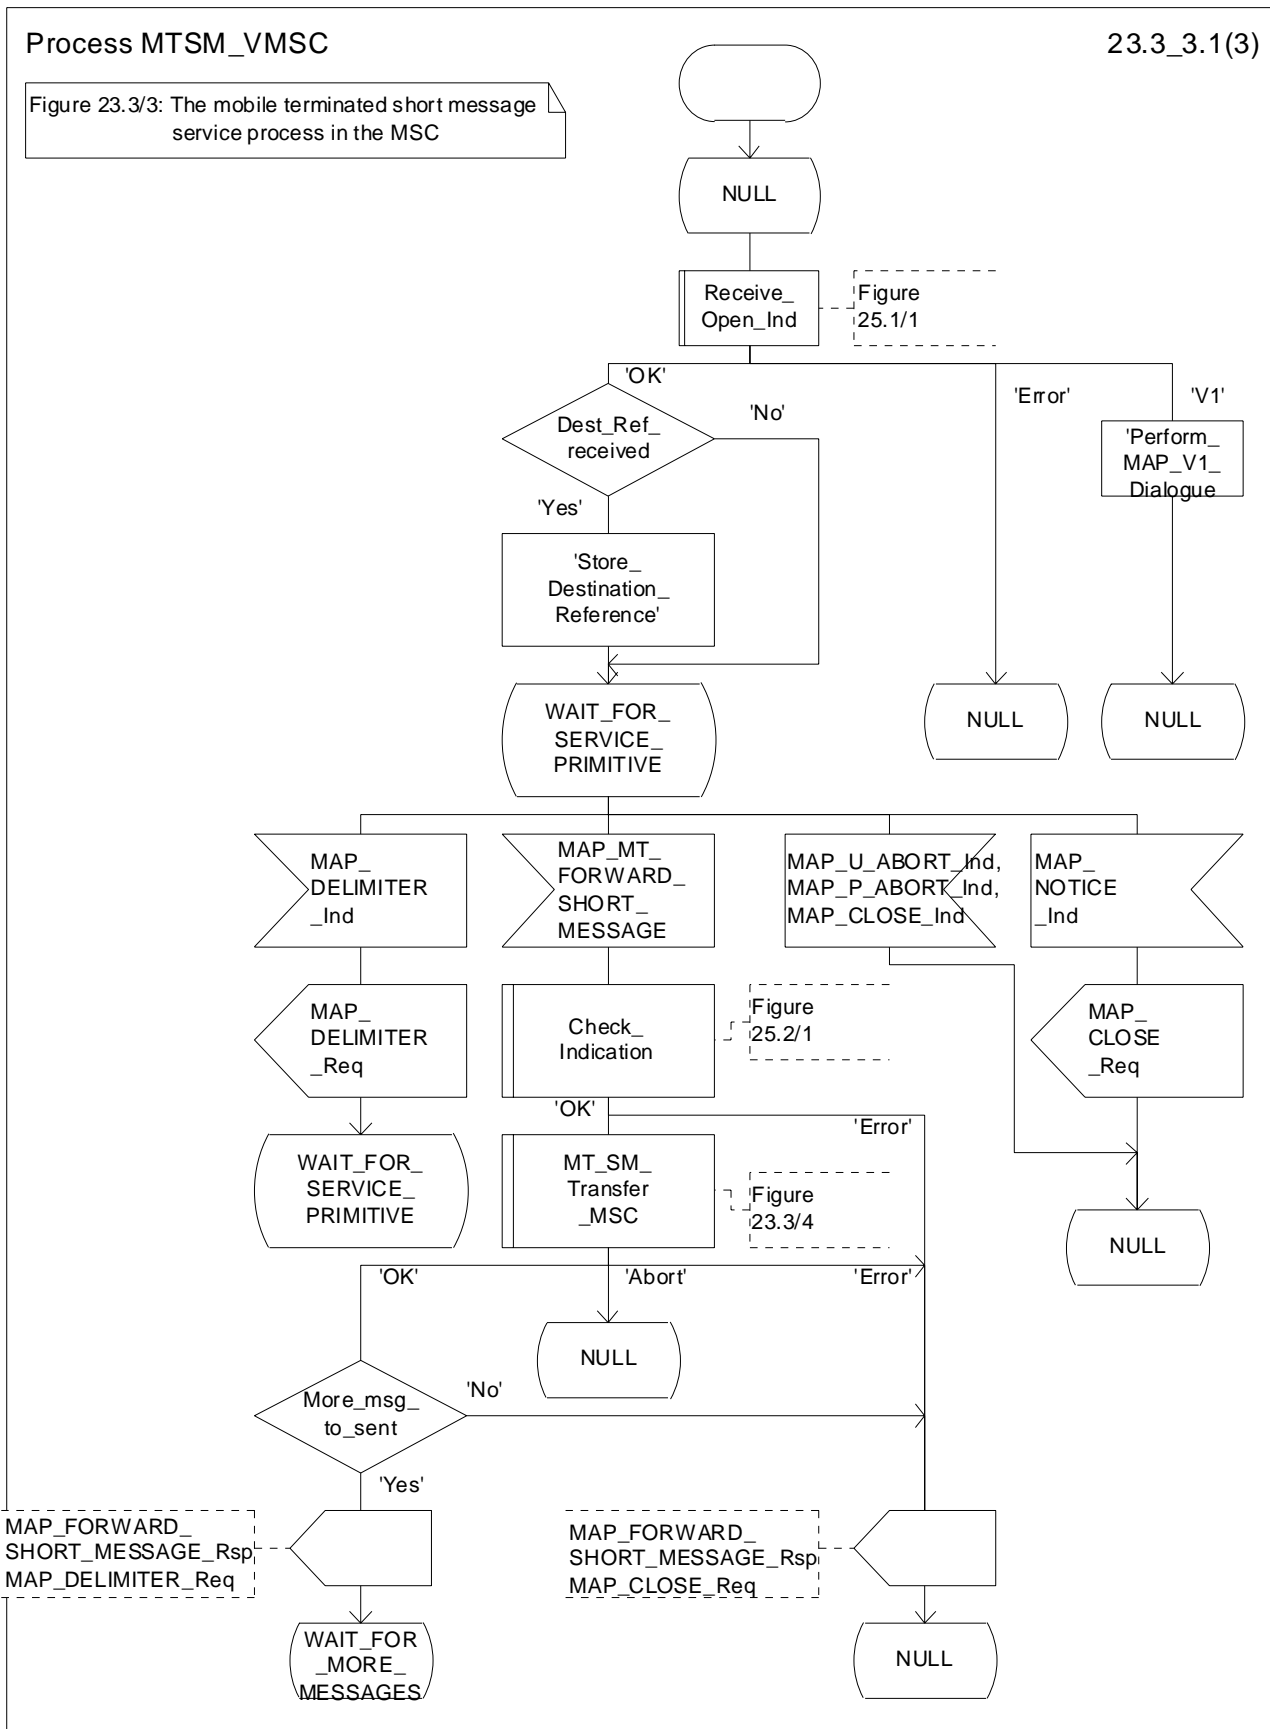 Process MTSM_VMSC
23.3_3.1(3)
Figure 23.3/3: The mobile terminated short message
service process in the MSC
NULL
Receive_
Open_Ind
Figure
25.1/1
'OK'
'Error'
'V1'
Dest_Ref_
received
'No'
'Perform_
MAP_V1_
Dialogue
'Yes'
'Store_
Destination_
Reference'
WAIT_FOR_
SERVICE_
PRIMITIVE
NULL
NULL
MAP_
DELIMITER
_Ind
MAP_MT_
FORWARD_
SHORT_
MESSAGE
MAP_U_ABORT_Ind,
MAP_P_ABORT_Ind,
MAP_CLOSE_Ind
MAP_
NOTICE
_Ind
MAP_
DELIMITER
_Req
Check_
Indication
Figure
25.2/1
MAP_
CLOSE
_Req
'OK'
'Error'
WAIT_FOR_
SERVICE_
PRIMITIVE
MT_SM_
Transfer
_MSC
Figure
23.3/4
NULL
'OK'
'Abort'
'Error'
NULL
More_msg_
to_sent
'No'
'Yes'
MAP_FORWARD_
SHORT_MESSAGE_Rsp
MAP_DELIMITER_Req
MAP_FORWARD_
SHORT_MESSAGE_Rsp
MAP_CLOSE_Req
WAIT_FOR
_MORE_
MESSAGES
NULL